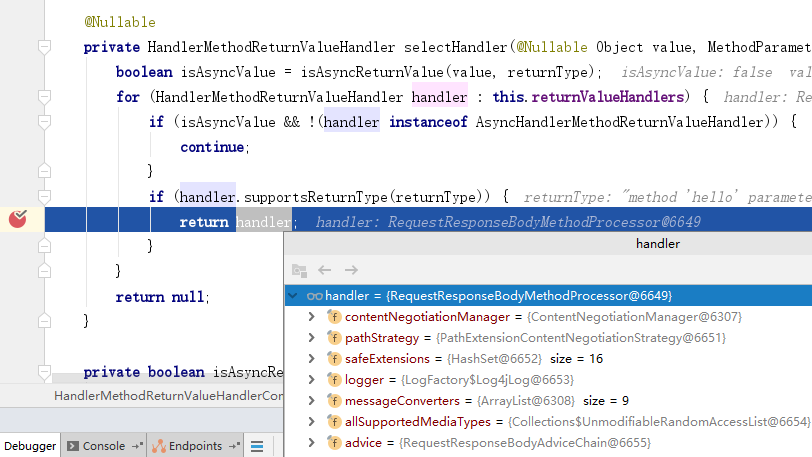 @Nullable
private HandlerMethodReturnValueHandler selectHandler(@Nullable Object value, MethodParamet
boolean isAsyncValue = isAsyncReturnValue(value, returnType); isAsyncValue: false val
for (HandlerMethodReturnValueHandler handler : this.returnValueHandlers) { handler: Re
if (isAsyncValue && !(handler instanceof AsyncHandlerMethodReturnValueHandler)) {
continue;
}
if (handler.supportsReturnType(returnType)) { returnType: "method 'hello' paramete
return handler; handler: RequestResponseBodyMethodProcessor@6649
}
}
return null;
}
private boolean isAsyncRe
handler
handler = {RequestResponseBodyMethodProcessor@6649}
contentNegotiationManager = {ContentNegotiationManager@6307}
pathStrategy = {PathExtensionContentNegotiationStrategy@6651}
safeExtensions = {HashSet@6652} size = 16
logger = {LogFactory$Log4jLog@6653}
messageConverters = {ArrayList@6308} size = 9
allSupportedMediaTypes = {Collections$UnmodifiableRandomAccessList@6654}
advice = {RequestResponseBodyAdviceChain@6655}
HandlerMethodReturnValueHandlerCom
Debugger Console Endpoints